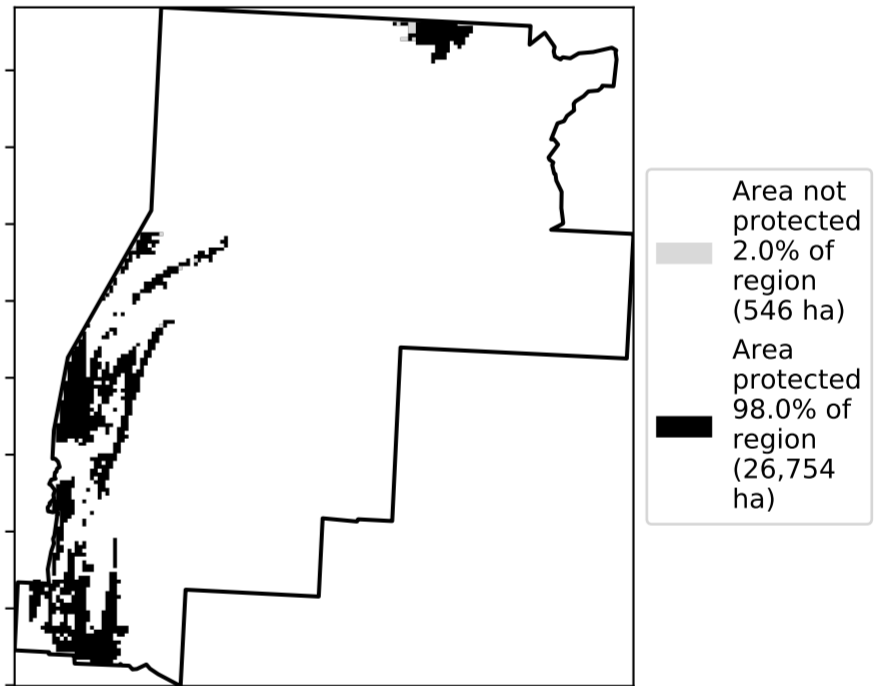 Area not
protected
2.0% of
region
(546 ha)
Area
protected
98.0% of
region
(26,754
ha)